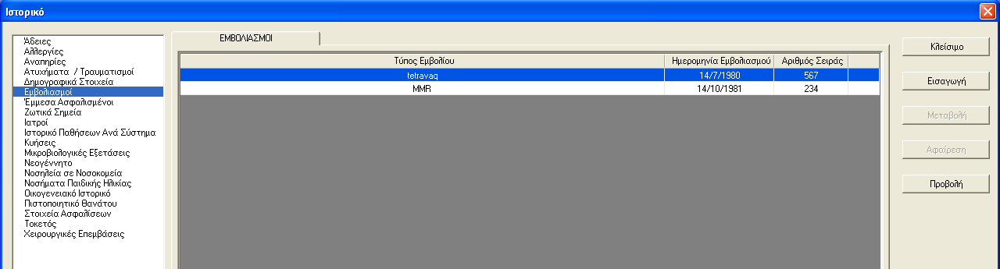 Ιστορικό
Άδειες
Αλλεργίες
Αναπηρίες
Ατυχήματα / Τραυματισμοί
Δημογραφικά Στοιχεία
Εμβολιασμοί
Έμμεσα Ασφαλισμένοι
Ζωτικά Σημεία
Ιατροί
Ιστορικό Παθήσεων Ανά Σύστημα
Κυήσεις
Μικροβιολογικές Εξετάσεις
Νεογέννητο
Νοσηλεία σε Νοσοκομεία
Νοσήματα Παιδικής Ηλικίας
Οικογενειακό Ιστορικό
Πιστοποιητικό Θανάτου
Στοιχεία Ασφαλίσεων
Τοκετός
Χειρουργικές Επεμβάσεις
ΕΜΒΟΛΙΑΣΜΟΙ
Τύπος Εμβολίου Ημερομηνία Εμβολιασμού Αριθμός Σειράς
tetravaq 14/7/1980 567
MMR 14/10/1981 234
Κλείσιμο
Εισαγωγή
Μεταβολή
Αφαίρεση
Προβολή